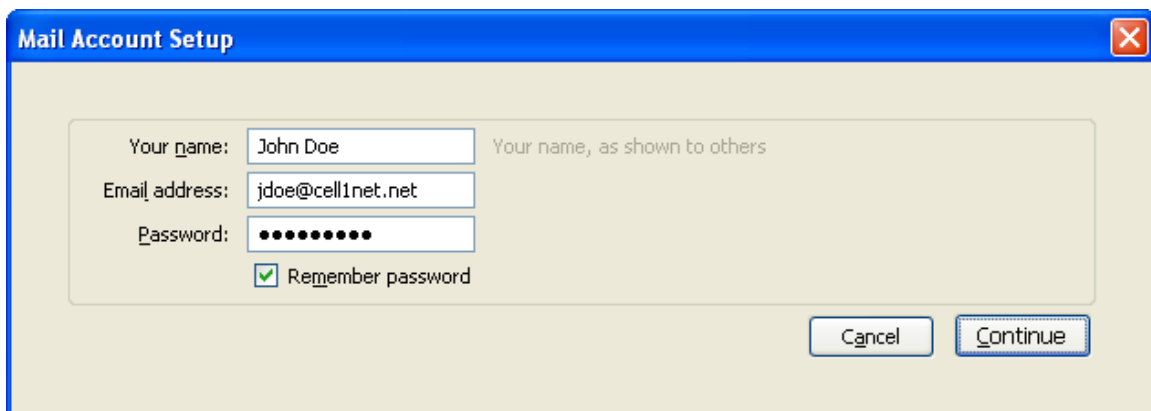 Mail Account Setup
Your name: John Doe Your name, as shown to others
Email address: jdoe@cell1net.net
Password: •••••••••
Remember password
Cancel Continue